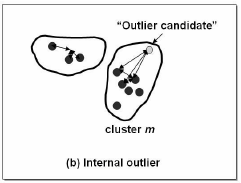 “Outlier candidate”
cluster m
(b) Internal outlier